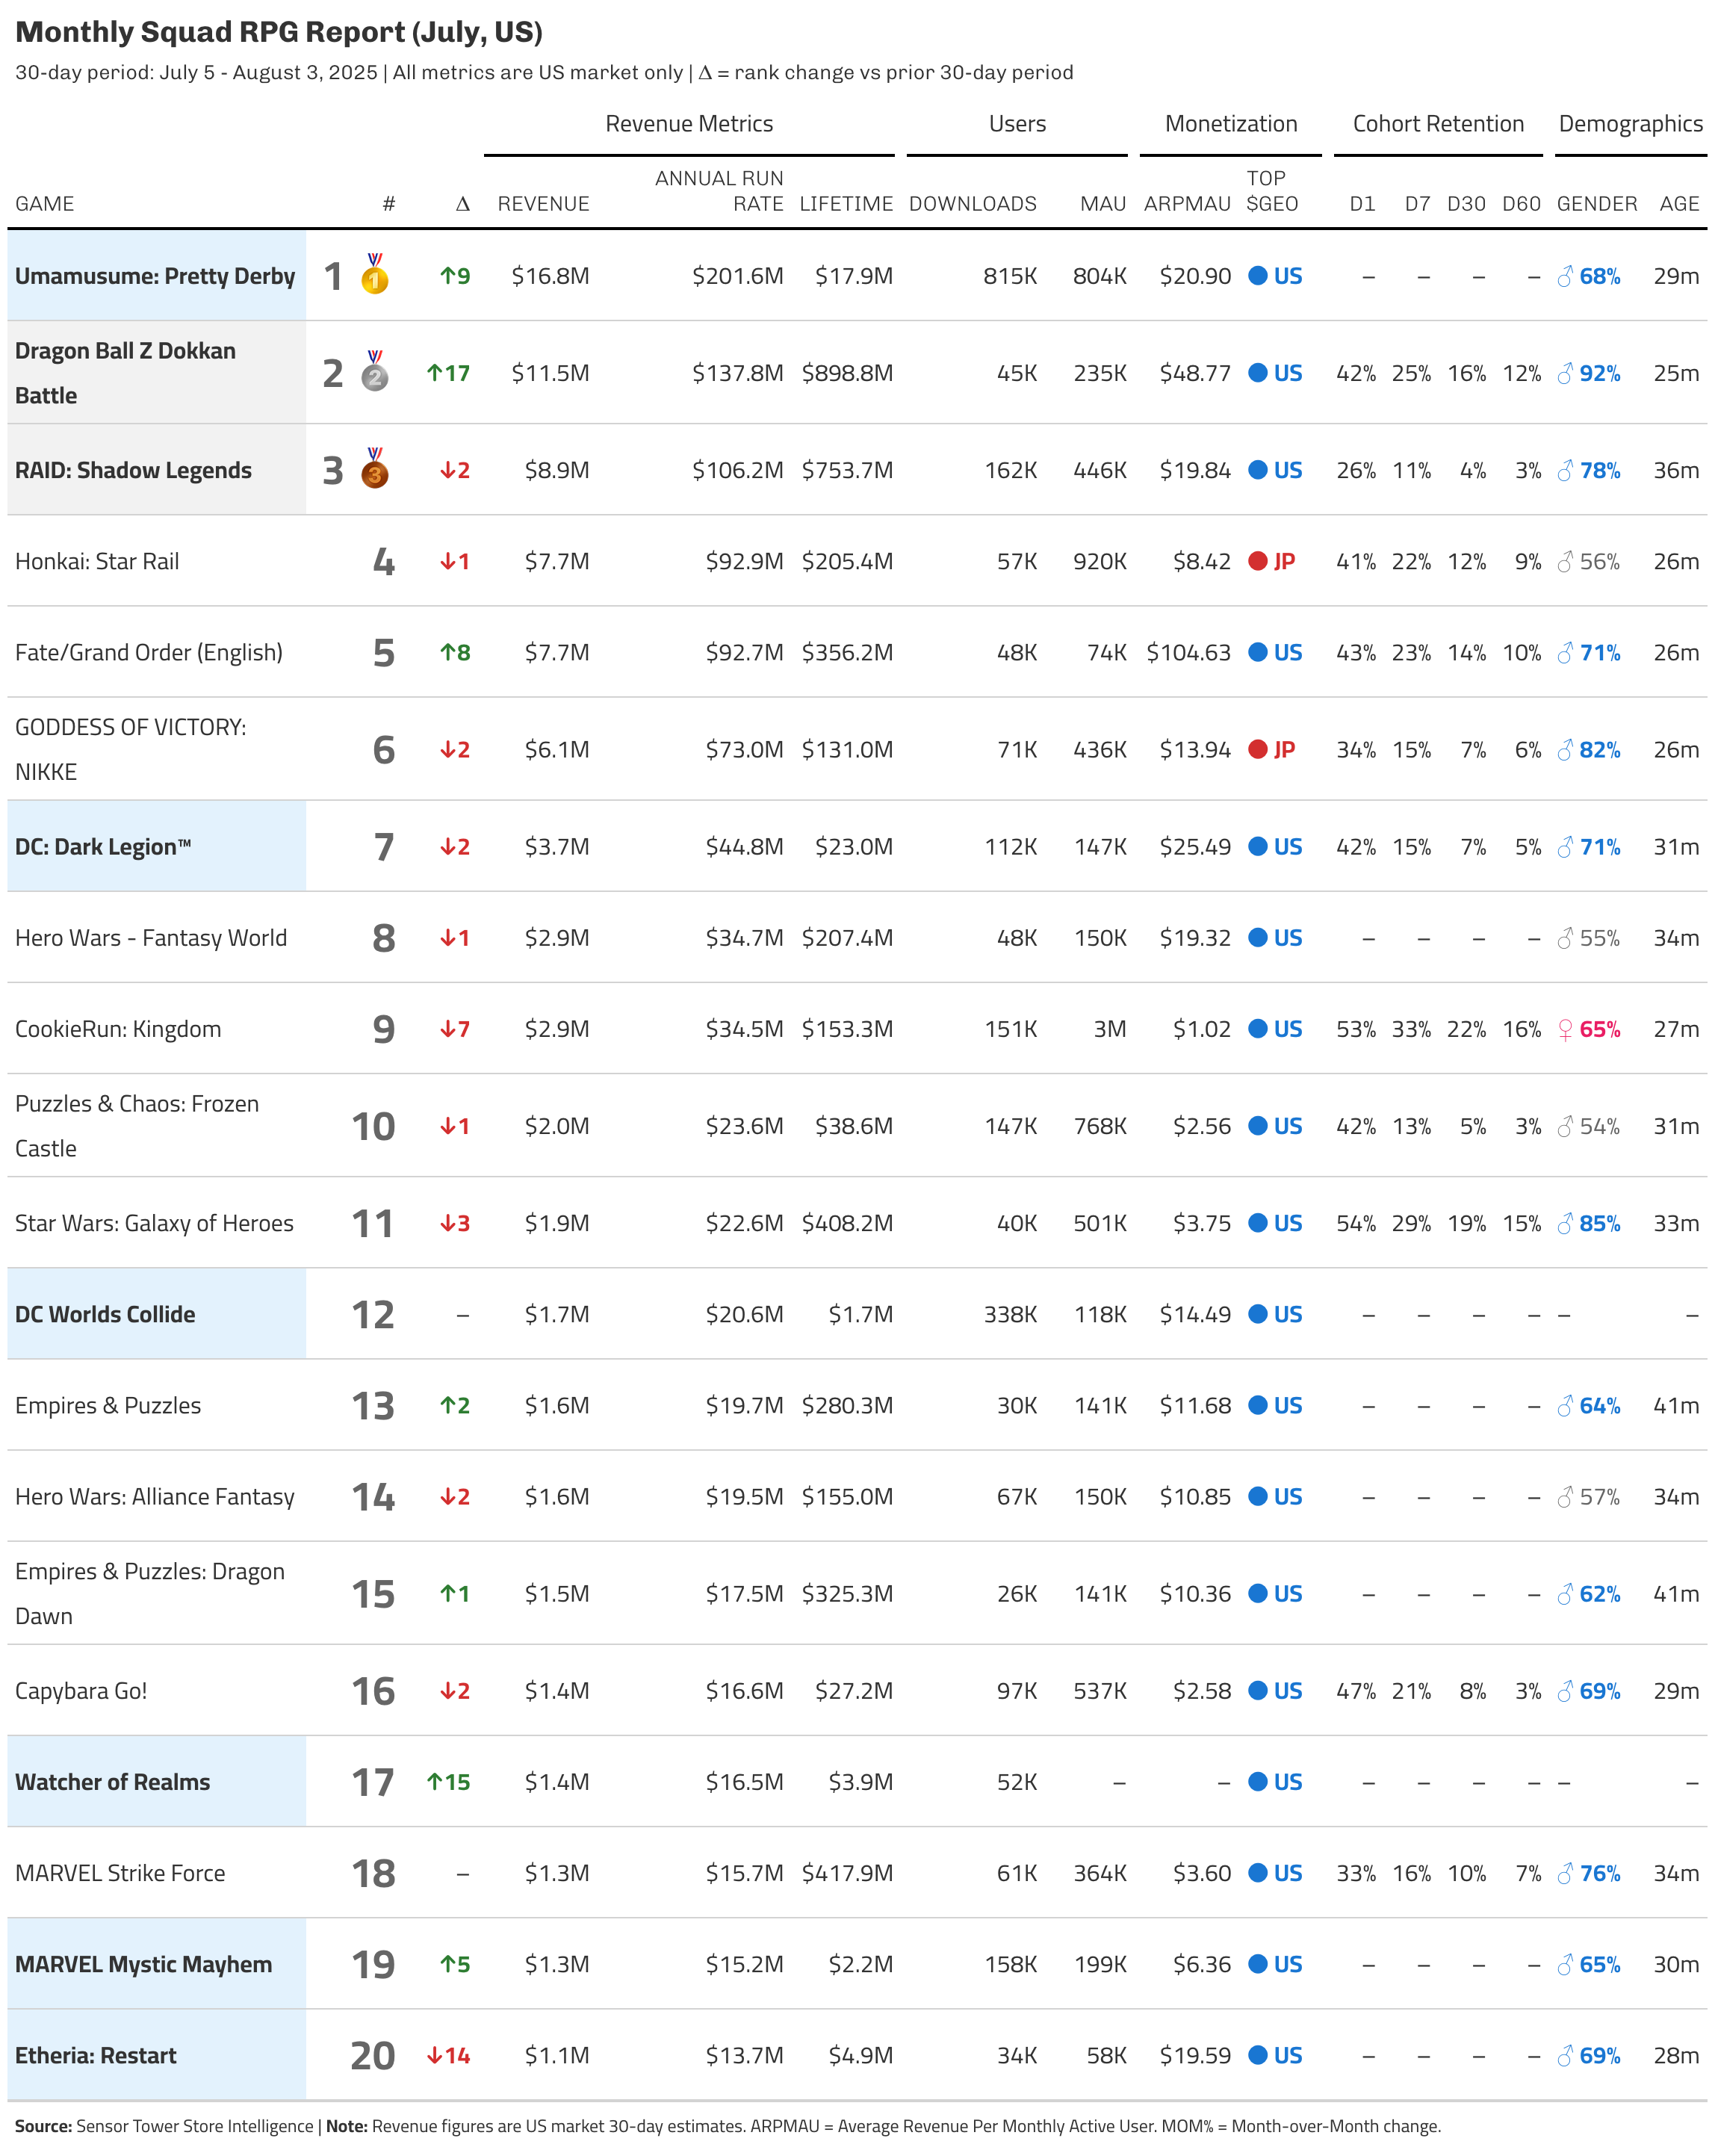 Monthly Squad RPG Report (July, US)
30-day period: July 5 - August 3, 2025 | All metrics are US market only | Δ = rank change vs prior 30-day period
Revenue Metrics Users Monetization Cohort Retention Demographics
GAME # Δ REVENUE ANNUAL RUN RATE LIFETIME DOWNLOADS MAU ARPMAU TOP $GEO D1 D7 D30 D60 GENDER AGE
Umamusume: Pretty Derby 1 🥇 ↑9 $16.8M $201.6M $17.9M 815K 804K $20.90 US – – – – ♂ 68% 29m
Dragon Ball Z Dokkan Battle 2 🥈 ↑17 $11.5M $137.8M $898.8M 45K 235K $48.77 US 42% 25% 16% 12% ♂ 92% 25m
RAID: Shadow Legends 3 🥉 ↓2 $8.9M $106.2M $753.7M 162K 446K $19.84 US 26% 11% 4% 3% ♂ 78% 36m
Honkai: Star Rail 4 ↓1 $7.7M $92.9M $205.4M 57K 920K $8.42 JP 41% 22% 12% 9% ♂ 56% 26m
Fate/Grand Order (English) 5 ↑8 $7.7M $92.7M $356.2M 48K 74K $104.63 US 43% 23% 14% 10% ♂ 71% 26m
GODDESS OF VICTORY: NIKKE 6 ↓2 $6.1M $73.0M $131.0M 71K 436K $13.94 JP 34% 15% 7% 6% ♂ 82% 26m
DC: Dark Legion™ 7 ↓2 $3.7M $44.8M $23.0M 112K 147K $25.49 US 42% 15% 7% 5% ♂ 71% 31m
Hero Wars - Fantasy World 8 ↓1 $2.9M $34.7M $207.4M 48K 150K $19.32 US – – – – ♂ 55% 34m
CookieRun: Kingdom 9 ↓7 $2.9M $34.5M $153.3M 151K 3M $1.02 US 53% 33% 22% 16% ♀ 65% 27m
Puzzles & Chaos: Frozen Castle 10 ↓1 $2.0M $23.6M $38.6M 147K 768K $2.56 US 42% 13% 5% 3% ♂ 54% 31m
Star Wars: Galaxy of Heroes 11 ↓3 $1.9M $22.6M $408.2M 40K 501K $3.75 US 54% 29% 19% 15% ♂ 85% 33m
DC Worlds Collide 12 – $1.7M $20.6M $1.7M 338K 118K $14.49 US – – – – – –
Empires & Puzzles 13 ↑2 $1.6M $19.7M $280.3M 30K 141K $11.68 US – – – – ♂ 64% 41m
Hero Wars: Alliance Fantasy 14 ↓2 $1.6M $19.5M $155.0M 67K 150K $10.85 US – – – – ♂ 57% 34m
Empires & Puzzles: Dragon Dawn 15 ↑1 $1.5M $17.5M $325.3M 26K 141K $10.36 US – – – – ♂ 62% 41m
Capybara Go! 16 ↓2 $1.4M $16.6M $27.2M 97K 537K $2.58 US 47% 21% 8% 3% ♂ 69% 29m
Watcher of Realms 17 ↑15 $1.4M $16.5M $3.9M 52K – – US – – – – – –
MARVEL Strike Force 18 – $1.3M $15.7M $417.9M 61K 364K $3.60 US 33% 16% 10% 7% ♂ 76% 34m
MARVEL Mystic Mayhem 19 ↑5 $1.3M $15.2M $2.2M 158K 199K $6.36 US – – – – ♂ 65% 30m
Etheria: Restart 20 ↓14 $1.1M $13.7M $4.9M 34K 58K $19.59 US – – – – ♂ 69% 28m
Source: Sensor Tower Store Intelligence | Note: Revenue figures are US market 30-day estimates. ARPMAU = Average Revenue Per Monthly Active User. MOM% = Month-over-Month change.